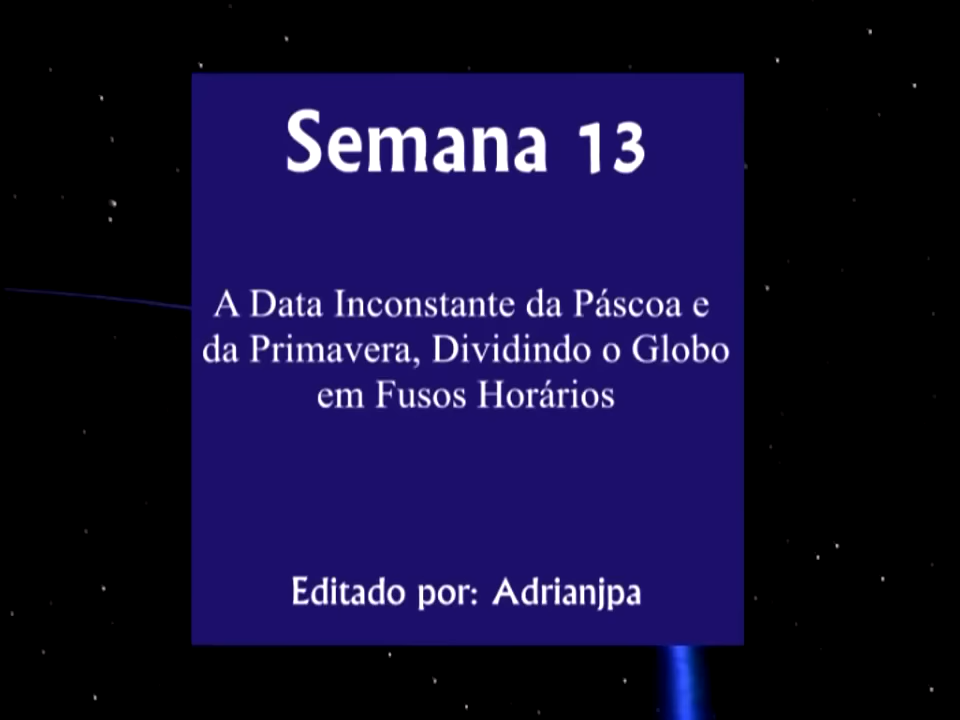 Semana 13
A Data Inconstante da Páscoa e
da Primavera, Dividindo o Globo
em Fusos Horários
Editado por: Adrianjpa